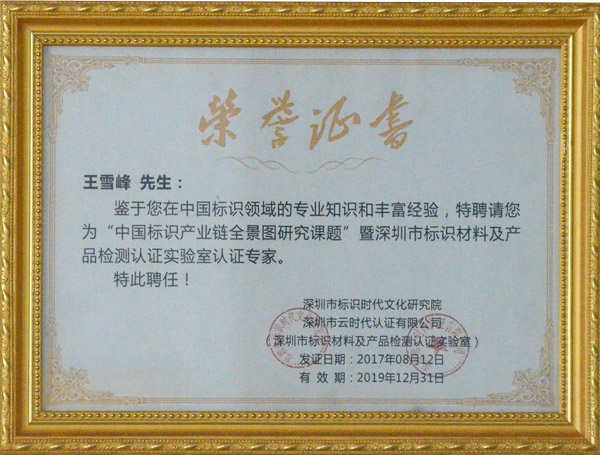 荣誉证书
王雪峰 先生：
鉴于您在中国标识领域的专业知识和丰富经验，特聘请您
为“中国标识产业链全景图研究课题”暨深圳市标识材料及产
品检测认证实验室认证专家。
特此聘任！
深圳市标识时代文化研究院
深圳市云时代认证有限公司
（深圳市标识材料及产品检测认证实验室）
发证日期：2017年08月12日
有 效 期：2019年12月31日